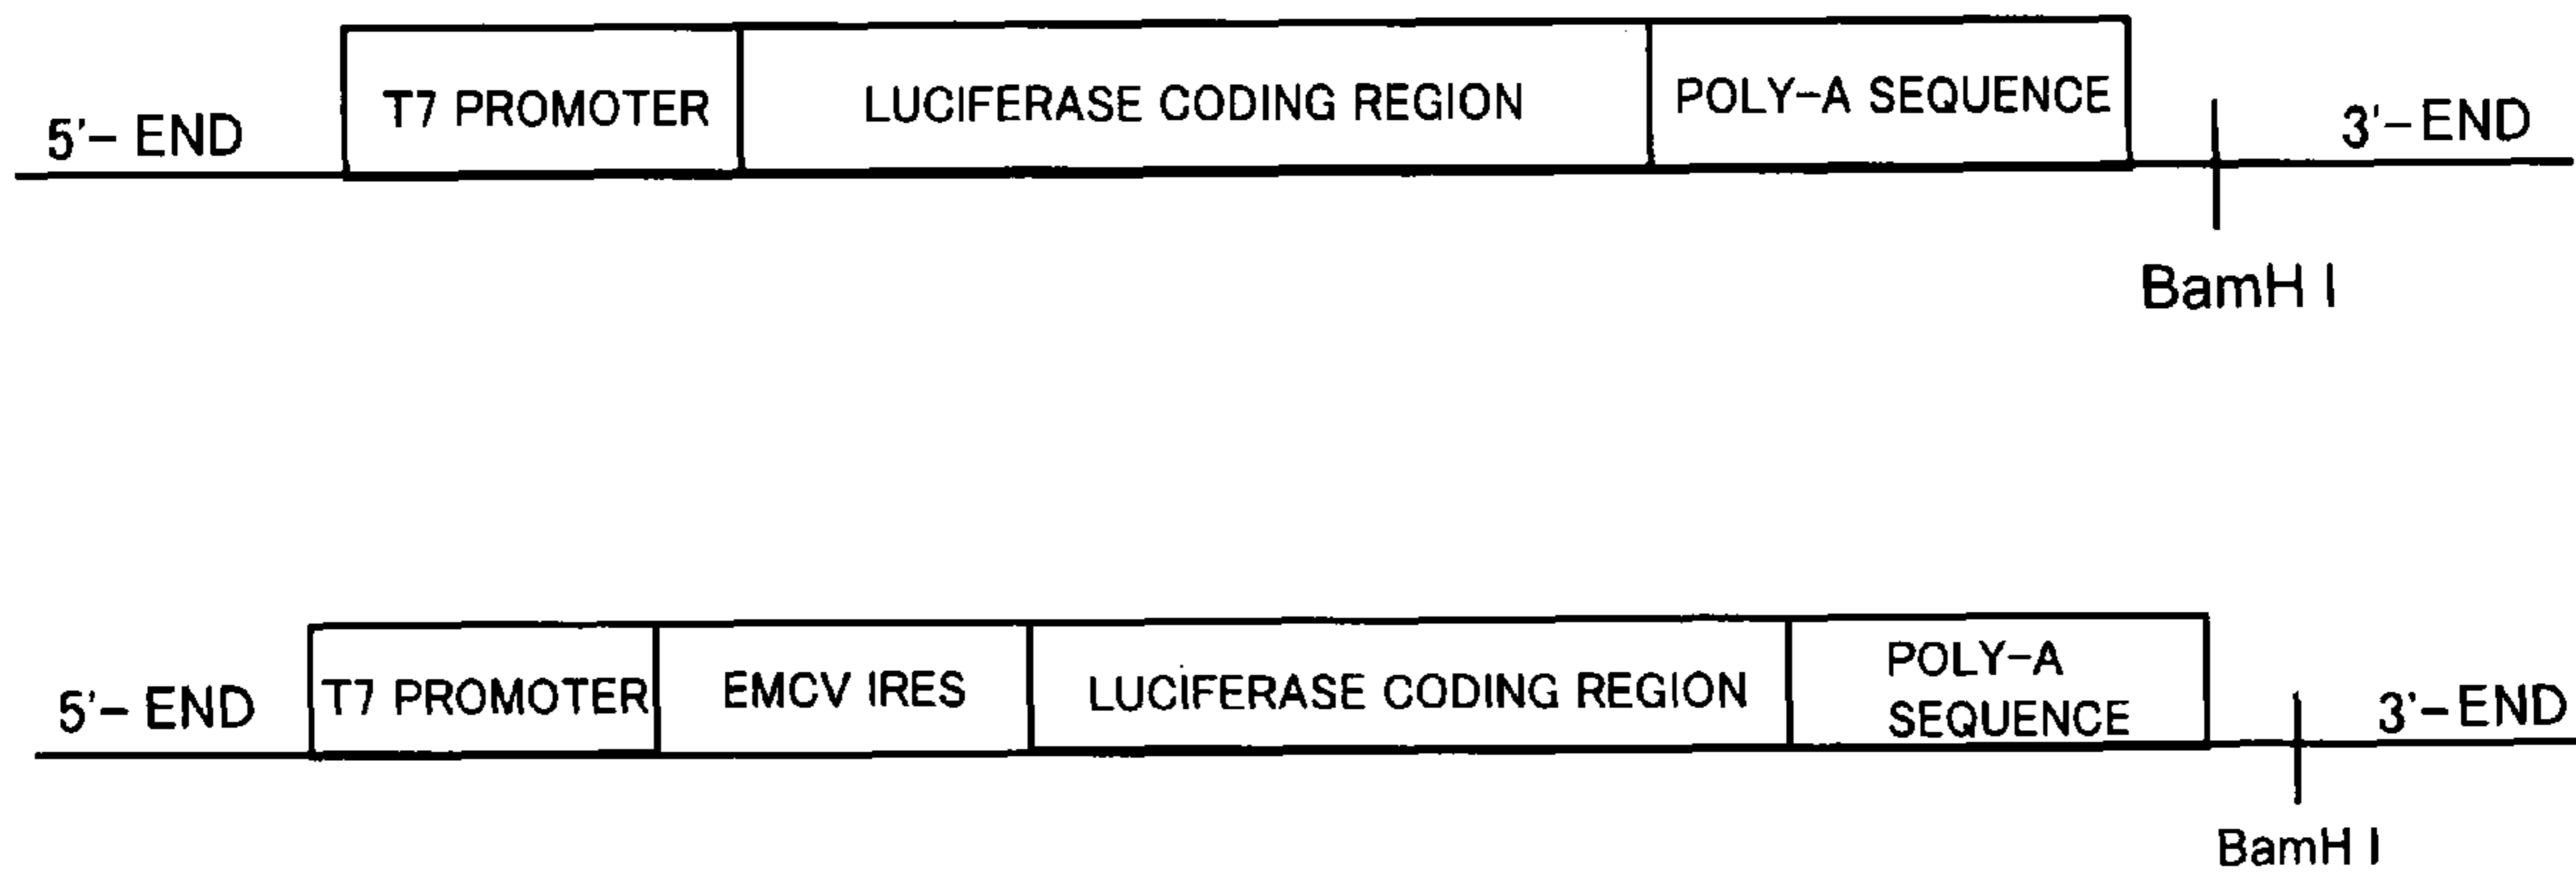 5'- END
T7 PROMOTER
LUCIFERASE CODING REGION
POLY-A SEQUENCE
3'- END
BamH I
5'- END
T7 PROMOTER
EMCV IRES
LUCIFERASE CODING REGION
POLY-A
SEQUENCE
3'- END
BamH I